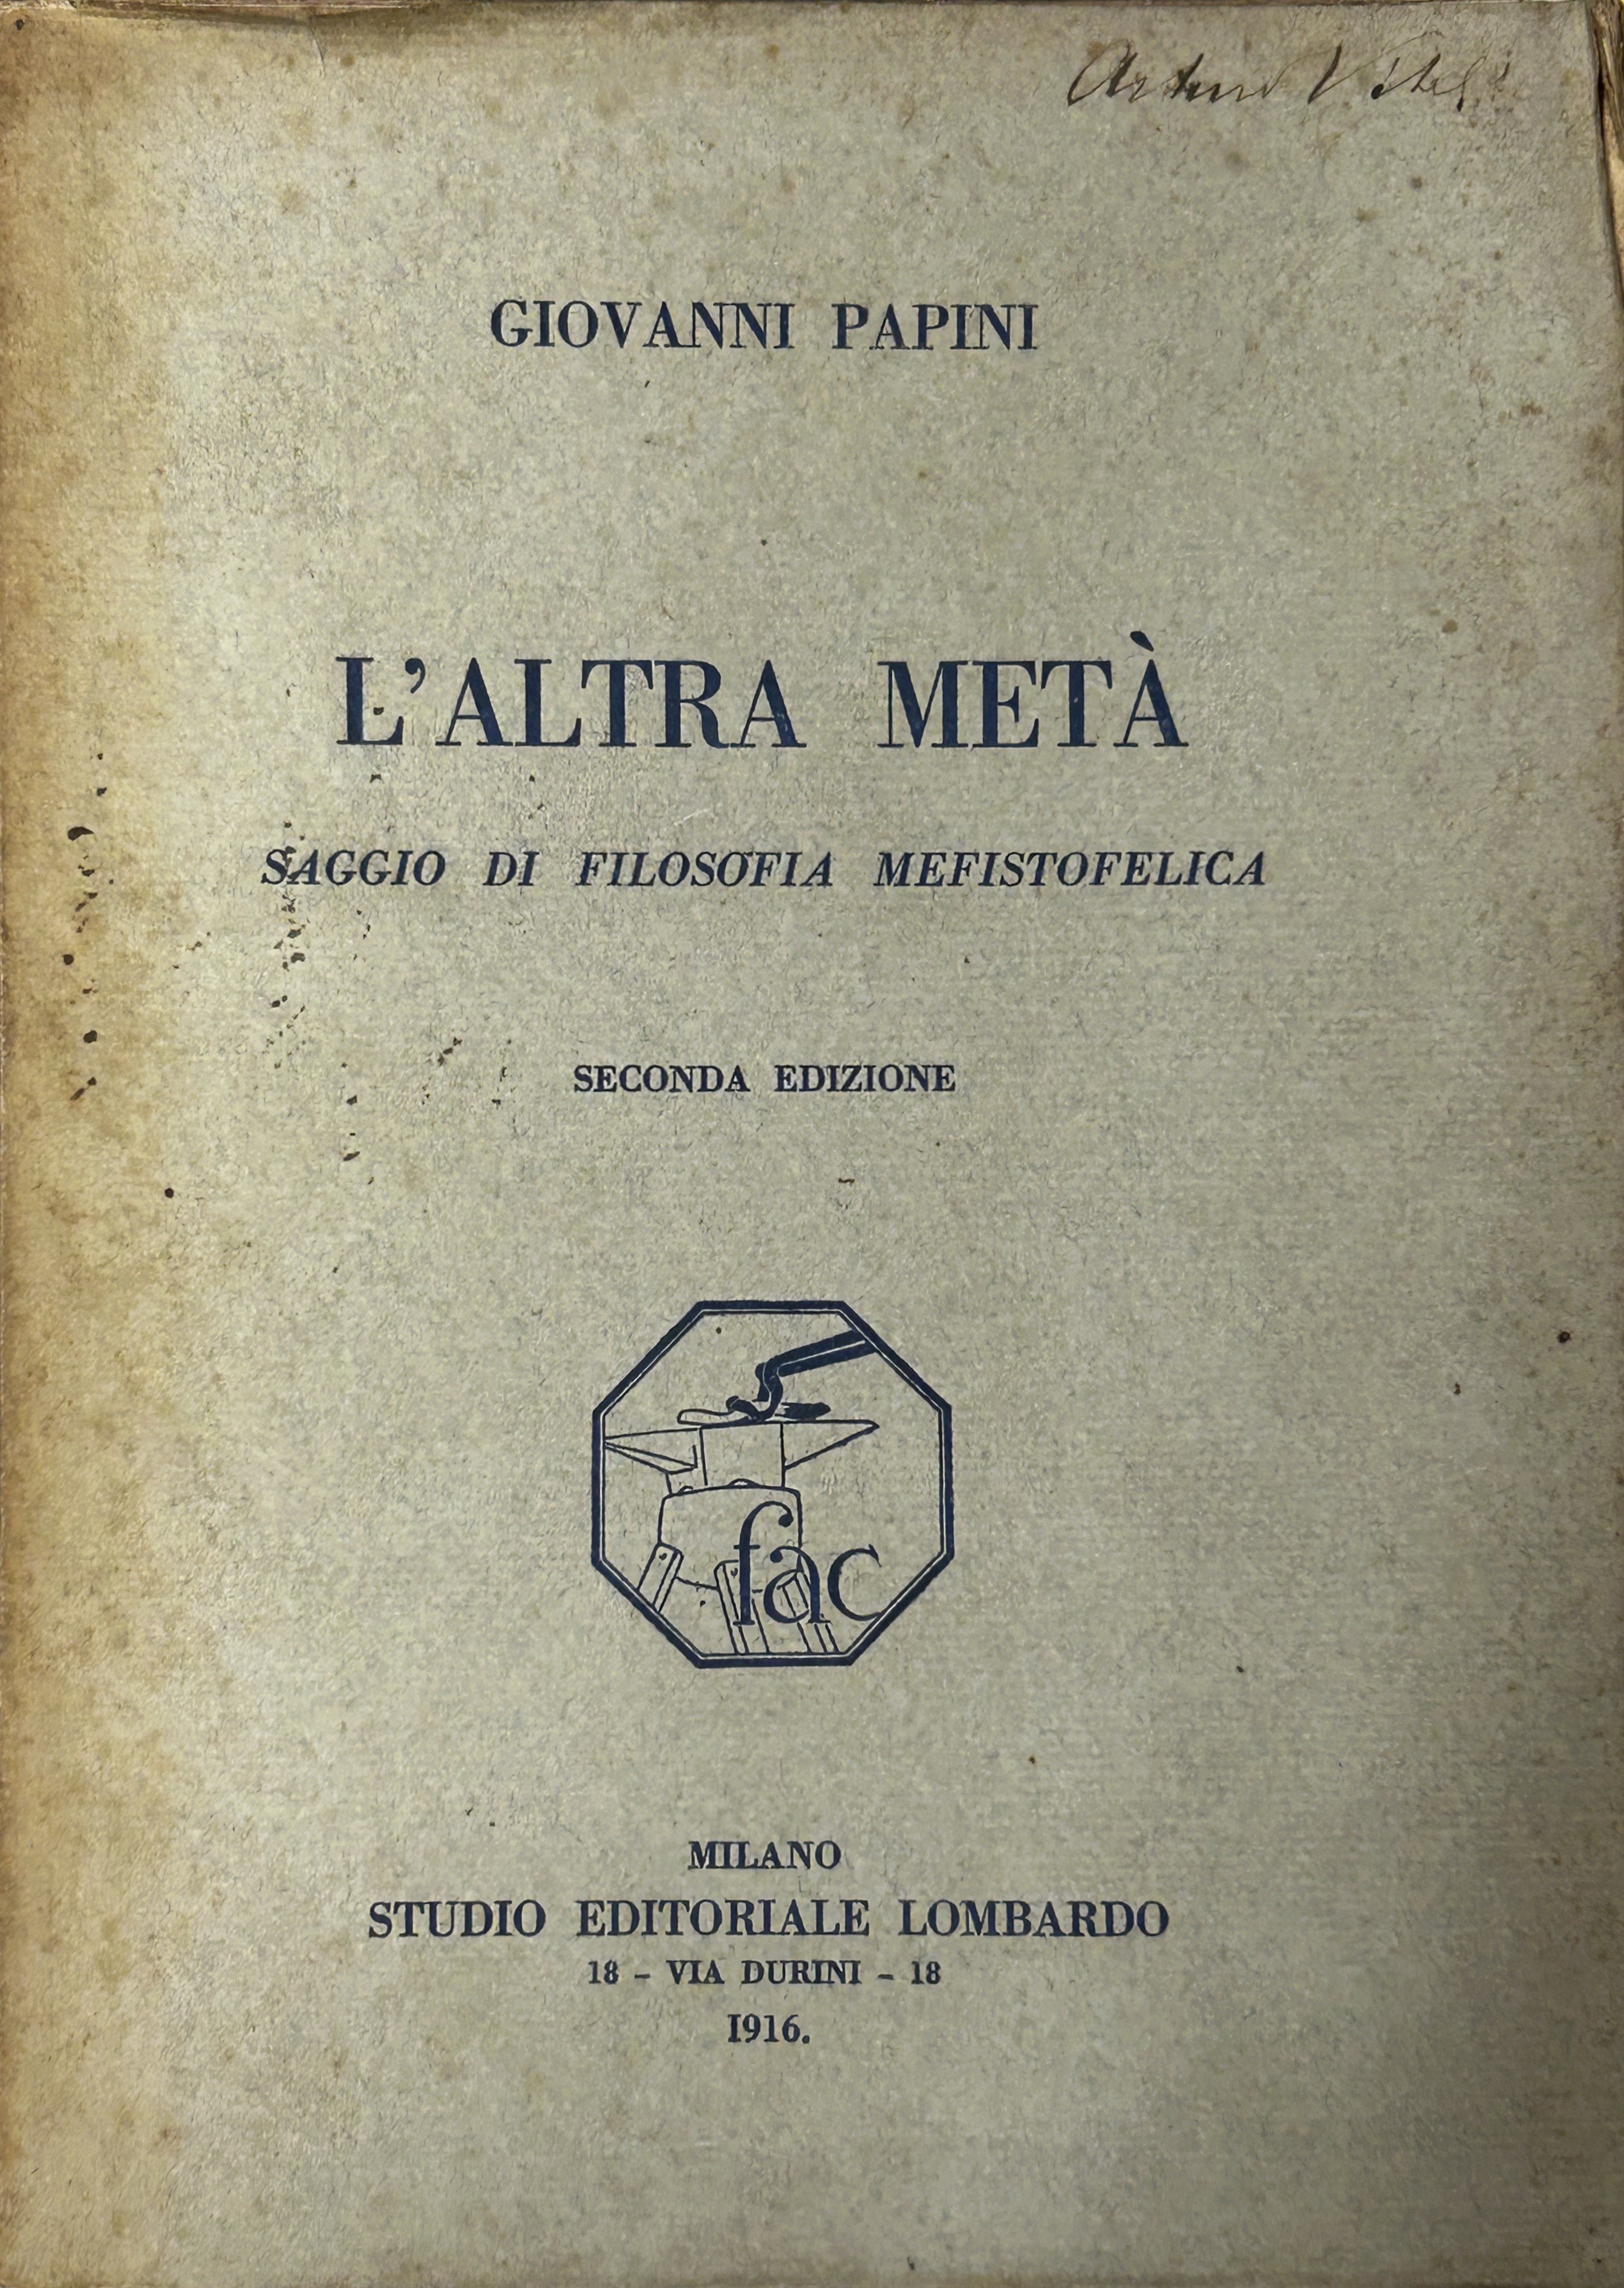 Arturo
GIOVANNI PAPINI
L'ALTRA METÀ
SAGGIO DI FILOSOFIA MEFISTOFELICA
SECONDA EDIZIONE
fac
MILANO
STUDIO EDITORIALE LOMBARDO
18 - VIA DURINI - 18
1916.